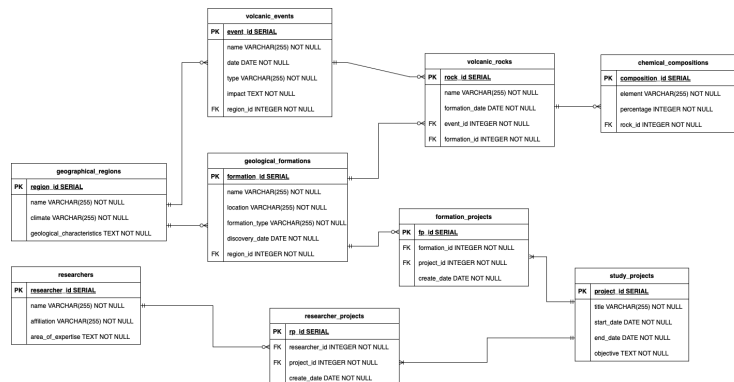 volcanic_events
PK event_id SERIAL
name VARCHAR(255) NOT NULL
date DATE NOT NULL
type VARCHAR(255) NOT NULL
impact TEXT NOT NULL
FK region_id INTEGER NOT NULL
volcanic_rocks
PK rock_id SERIAL
name VARCHAR(255) NOT NULL
formation_date DATE NOT NULL
FK event_id INTEGER NOT NULL
FK formation_id INTEGER NOT NULL
chemical_compositions
PK composition_id SERIAL
element VARCHAR(255) NOT NULL
percentage INTEGER NOT NULL
FK rock_id INTEGER NOT NULL
geographical_regions
PK region_id SERIAL
name VARCHAR(255) NOT NULL
climate VARCHAR(255) NOT NULL
geological_characteristics TEXT NOT NULL
geological_formations
PK formation_id SERIAL
name VARCHAR(255) NOT NULL
location VARCHAR(255) NOT NULL
formation_type VARCHAR(255) NOT NULL
discovery_date DATE NOT NULL
FK region_id INTEGER NOT NULL
formation_projects
PK fp_id SERIAL
FK formation_id INTEGER NOT NULL
FK project_id INTEGER NOT NULL
create_date DATE NOT NULL
researchers
PK researcher_id SERIAL
name VARCHAR(255) NOT NULL
affiliation VARCHAR(255) NOT NULL
area_of_expertise TEXT NOT NULL
researcher_projects
PK rp_id SERIAL
FK researcher_id INTEGER NOT NULL
FK project_id INTEGER NOT NULL
create_date DATE NOT NULL
study_projects
PK project_id SERIAL
title VARCHAR(255) NOT NULL
start_date DATE NOT NULL
end_date DATE NOT NULL
objective TEXT NOT NULL